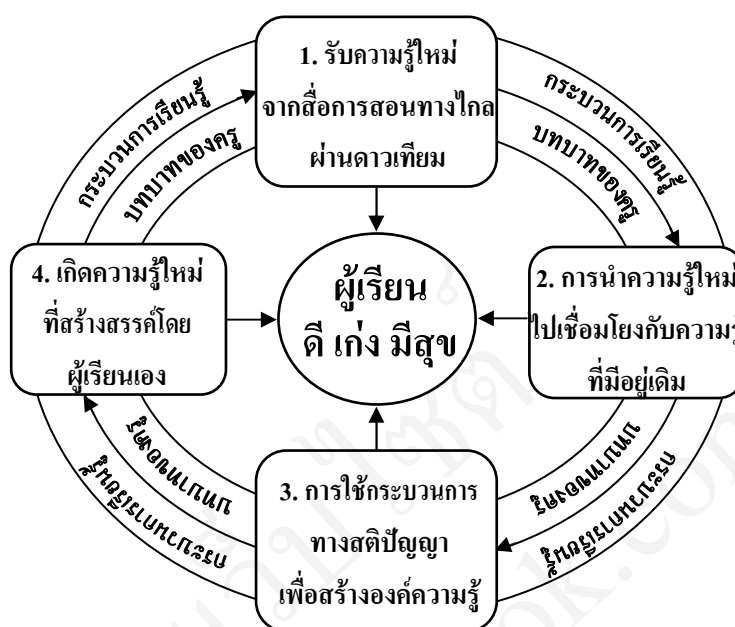 1. รับความรู้ใหม่
จากสื่อการสอนทางไกล
ผ่านดาวเทียม
กระบวนการเรียนรู้
บทบาทของครู
กระบวนการเรียนรู้
บทบาทของครู
4. เกิดความรู้ใหม่
ที่สร้างสรรค์โดย
ผู้เรียนเอง
ผู้เรียน
ดี เก่ง มีสุข
2. การนำความรู้ใหม่
ไปเชื่อมโยงกับความรู้
ที่มีอยู่เดิม
บทบาทของครู
กระบวนการเรียนรู้
บทบาทของครู
กระบวนการเรียนรู้
3. การใช้กระบวนการ
ทางสติปัญญา
เพื่อสร้างองค์ความรู้